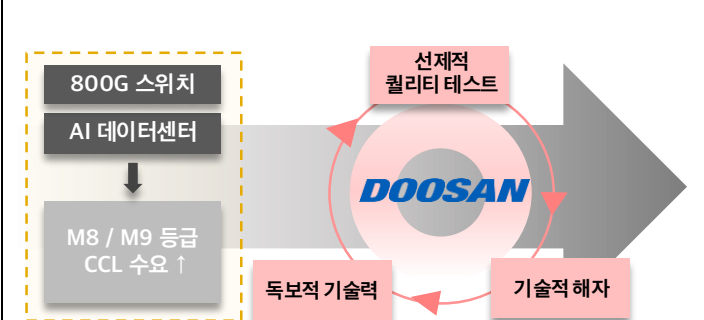 800G 스위치
AI 데이터센터
M8 / M9 등급
CCL 수요 ↑
선제적
퀄리티 테스트
DOOSAN
독보적 기술력
기술적 해자